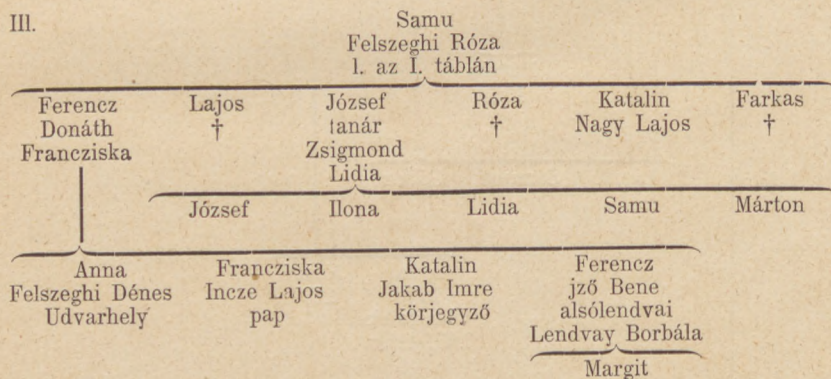 III.
Samu
Felszeghi Róza
l. az I. táblán
Ferencz Lajos József Róza Katalin Farkas
Donáth † tanár † Nagy Lajos †
Francziska Zsigmond
Lidia
József Ilona Lidia Samu Márton
Anna Francziska Katalin Ferencz
Felszeghi Dénes Incze Lajos Jakab Imre jző Bene
Udvarhely pap körjegyző alsólendvai
Lendvay Borbála
Margit